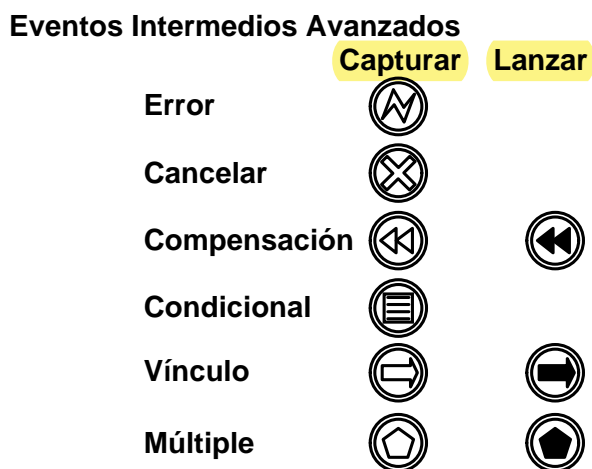 Eventos Intermedios Avanzados
Capturar Lanzar
Error
Cancelar
Compensación
Condicional
Vínculo
Múltiple